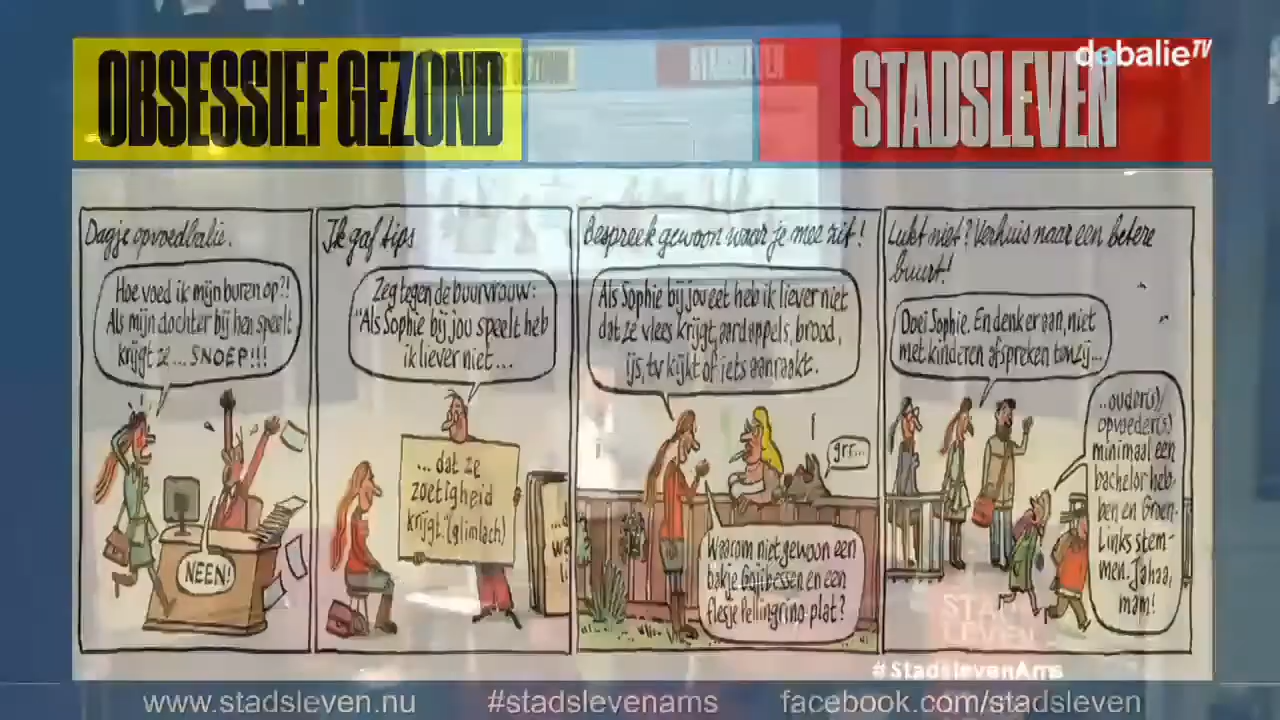 OBSESSIEF GEZOND
STADSLEVEN
debalieTV
Dagje opvoedbalie.
Hoe voed ik mijn buren op?!
Als mijn dochter bij hen speelt
krijgt ze... SNOEP!!!
NEEN!
Ik gaf tips
Zeg tegen de buurvrouw:
"Als Sophie bij jou speelt heb
ik liever niet...
... dat ze
zoetigheid
krijgt. (glimlach)
Bespreek gewoon waar je mee zit!
Als Sophie bij jou eet heb ik liever niet
dat ze vlees krijgt, aardappels, brood,
ijs, tv kijkt of iets aanraakt.
grr...
Waarom niet gewoon een
bakje Gojibessen en een
flesje Pellingrino plat?
Lukt niet? Verhuis naar een betere
buurt!
Doei Sophie. En denk er aan, niet
met kinderen afspreken tenzij...
..ouder(s)/
opvoeder(s)
minimaal een
bachelor heb-
ben en Groen-
Links stem-
men. Jahaa,
mam!
STADS
LEVEN
#StadslevenAms
www.stadsleven.nu #stadslevenams facebook.com/stadsleven